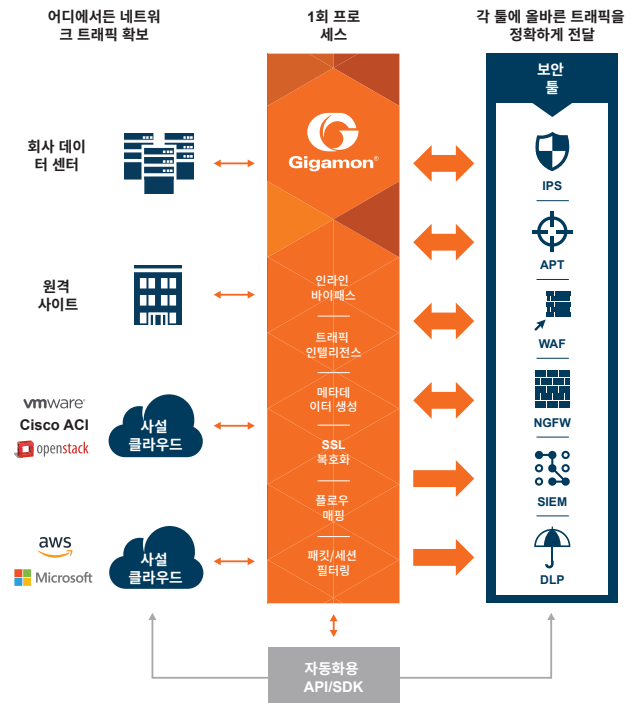 어디에서든 네트워
크 트래픽 확보
1회 프로
세스
각 툴에 올바른 트래픽을
정확하게 전달
보안
툴
회사 데이
터 센터
Gigamon®
IPS
APT
원격
사이트
인라인
바이패스
트래픽
인텔리전스
WAF
메타데
이터 생성
NGFW
vmware®
Cisco ACI
openstack
사설
클라우드
SSL
복호화
SIEM
플로우
매핑
aws
Microsoft
사설
클라우드
패킷/세션
필터링
DLP
자동화용
API/SDK